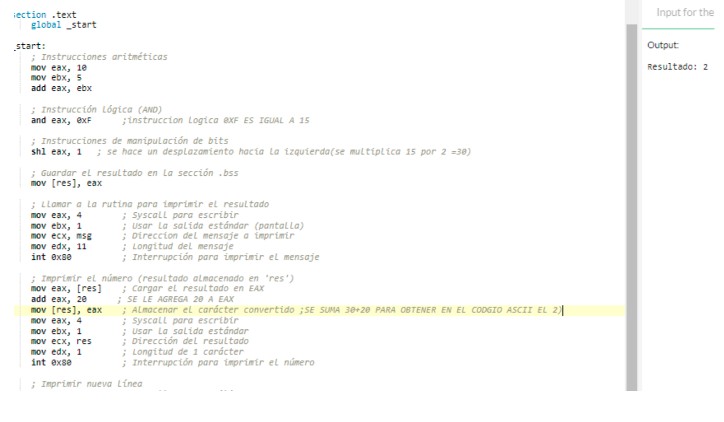 section .text
global _start
_start:
; Instrucciones aritméticas
mov eax, 10
mov ebx, 5
add eax, ebx
; Instrucción lógica (AND)
and eax, 0xF ;instruccion logica 0XF ES IGUAL A 15
; Instrucciones de manipulación de bits
shl eax, 1 ; se hace un desplazamiento hacia la izquierda(se multiplica 15 por 2 =30)
; Guardar el resultado en la sección .bss
mov [res], eax
; Llamar a la rutina para imprimir el resultado
mov eax, 4 ; Syscall para escribir
mov ebx, 1 ; Usar la salida estándar (pantalla)
mov ecx, msg ; Direccion del mensaje a imprimir
mov edx, 11 ; Longitud del mensaje
int 0x80 ; Interrupción para imprimir el mensaje
; Imprimir el número (resultado almacenado en 'res')
mov eax, [res] ; Cargar el resultado en EAX
add eax, 20 ; SE LE AGREGA 20 A EAX
mov [res], eax ; Almacenar el carácter convertido ;SE SUMA 30+20 PARA OBTENER EN EL CODGIO ASCII EL 2)
mov eax, 4 ; Syscall para escribir
mov ebx, 1 ; Usar la salida estándar
mov ecx, res ; Dirección del resultado
mov edx, 1 ; Longitud de 1 carácter
int 0x80 ; Interrupción para imprimir el número
; Imprimir nueva línea
Input for the
Output:
Resultado: 2